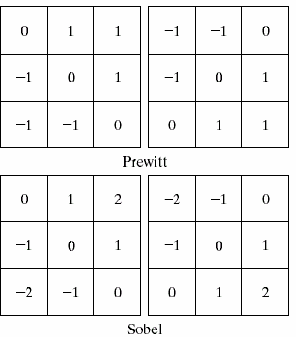 0 1 1 −1 −1 0
−1 0 1 −1 0 1
−1 −1 0 0 1 1
Prewitt
0 1 2 −2 −1 0
−1 0 1 −1 0 1
−2 −1 0 0 1 2
Sobel